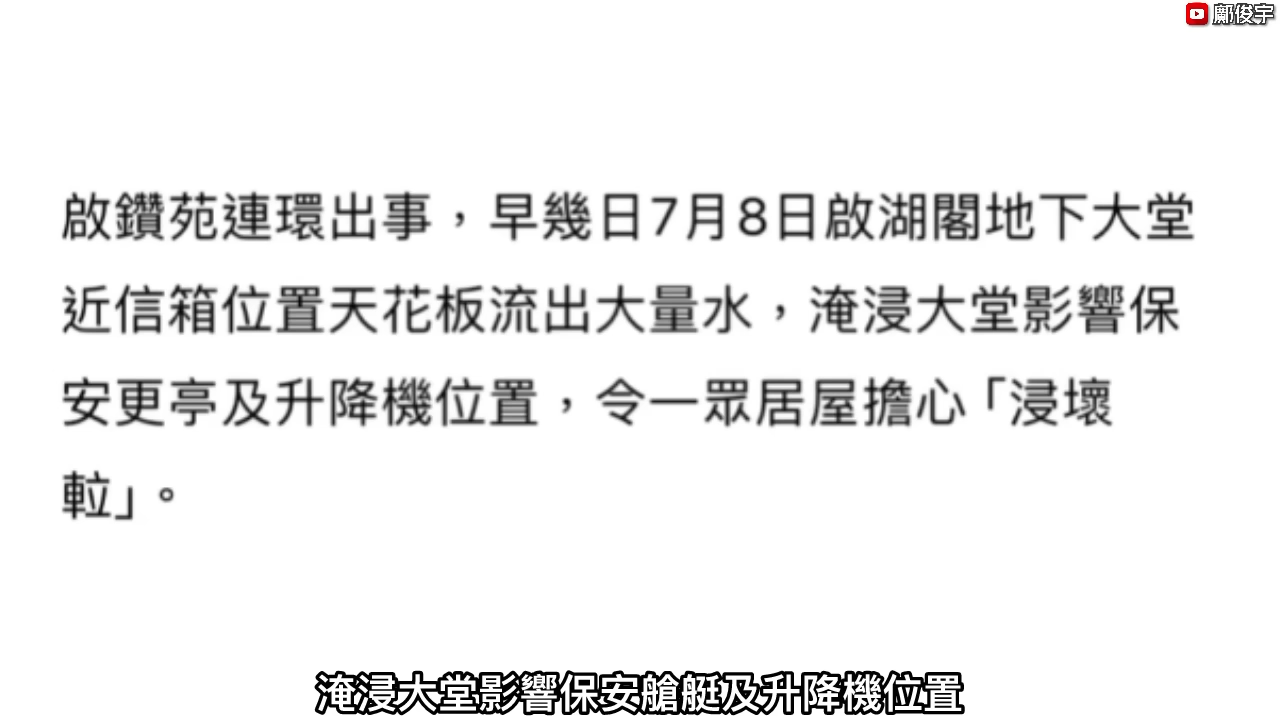 鄺俊宇
啟鑽苑連環出事，早幾日7月8日啟湖閣地下大堂
近信箱位置天花板流出大量水，淹浸大堂影響保
安更亭及升降機位置，令一眾居屋擔心「浸壞
䢂」。
淹浸大堂影響保安艙艇及升降機位置